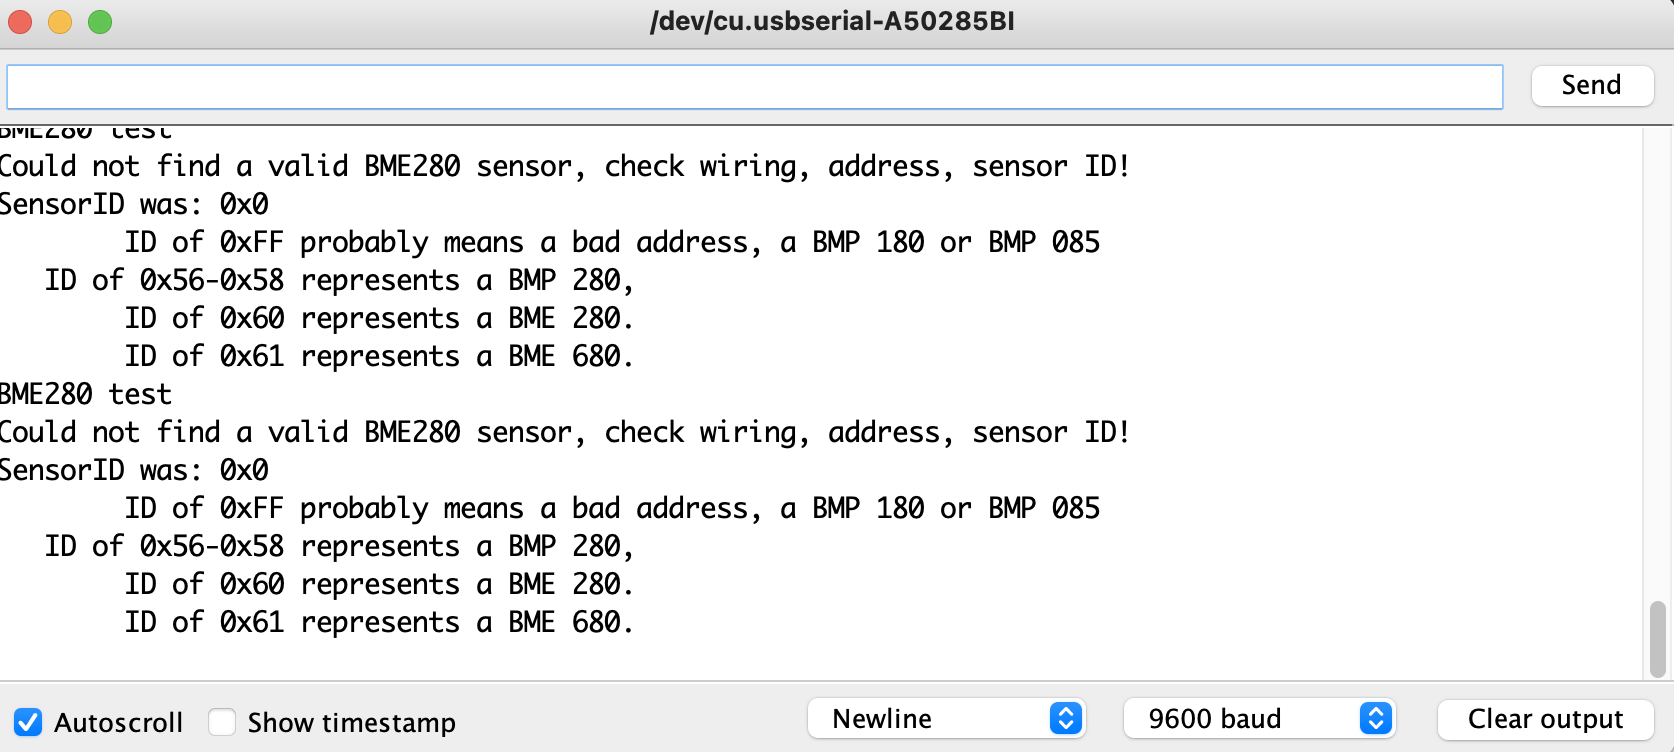 /dev/cu.usbserial-A50285BI
Send
BME280 test
Could not find a valid BME280 sensor, check wiring, address, sensor ID!
SensorID was: 0x0
ID of 0xFF probably means a bad address, a BMP 180 or BMP 085
ID of 0x56-0x58 represents a BMP 280,
ID of 0x60 represents a BME 280.
ID of 0x61 represents a BME 680.
BME280 test
Could not find a valid BME280 sensor, check wiring, address, sensor ID!
SensorID was: 0x0
ID of 0xFF probably means a bad address, a BMP 180 or BMP 085
ID of 0x56-0x58 represents a BMP 280,
ID of 0x60 represents a BME 280.
ID of 0x61 represents a BME 680.
Autoscroll Show timestamp Newline 9600 baud Clear output